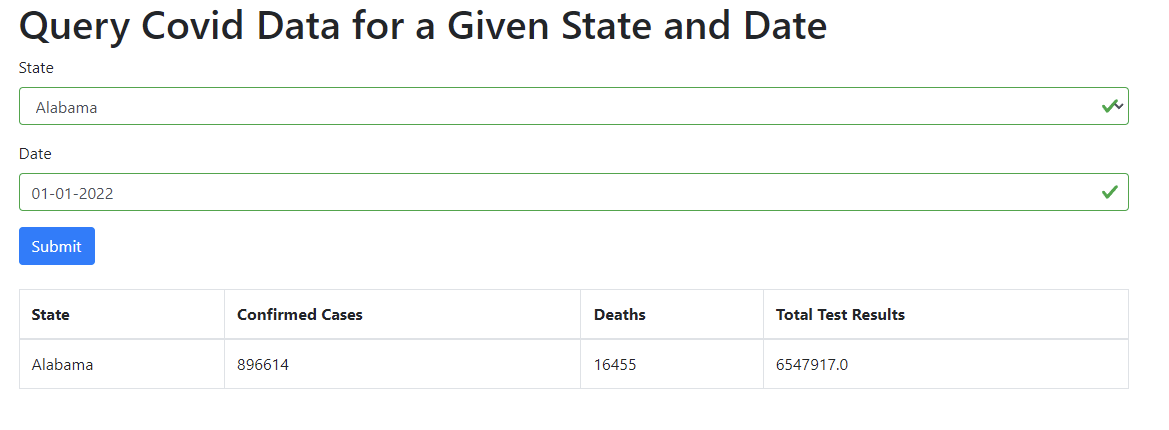 Query Covid Data for a Given State and Date
State
Alabama
Date
01-01-2022
Submit
State Confirmed Cases Deaths Total Test Results
Alabama 896614 16455 6547917.0